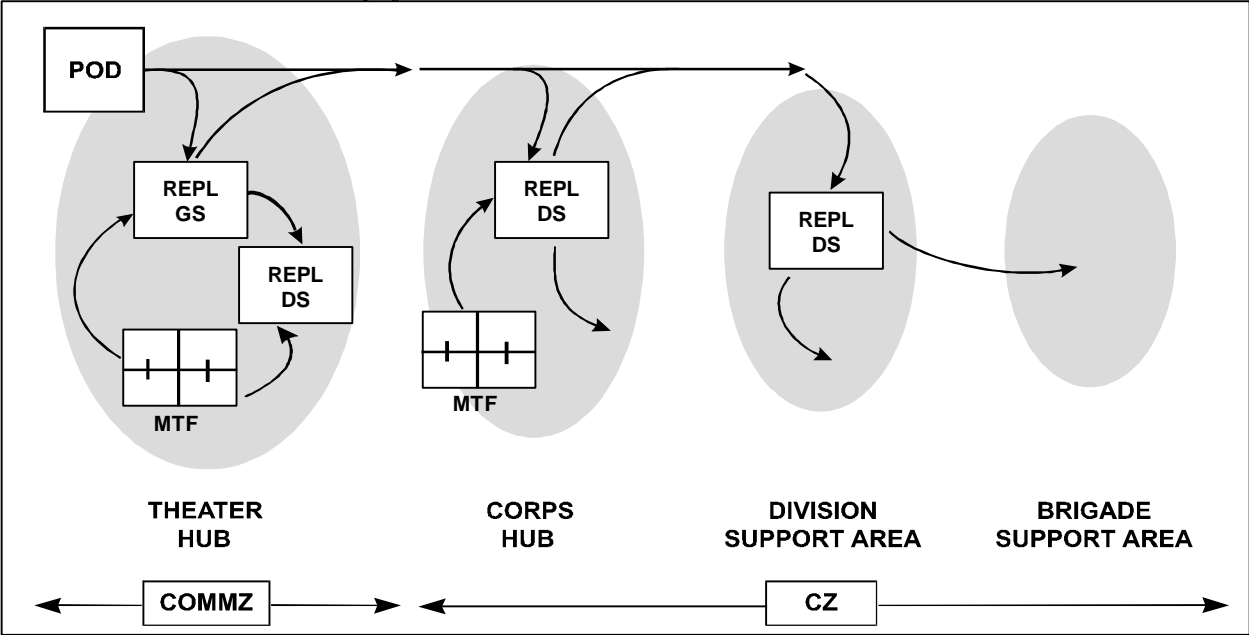 POD
REPL
GS
REPL
DS
MTF
REPL
DS
MTF
REPL
DS
THEATER
HUB
CORPS
HUB
DIVISION
SUPPORT AREA
BRIGADE
SUPPORT AREA
COMMZ
CZ